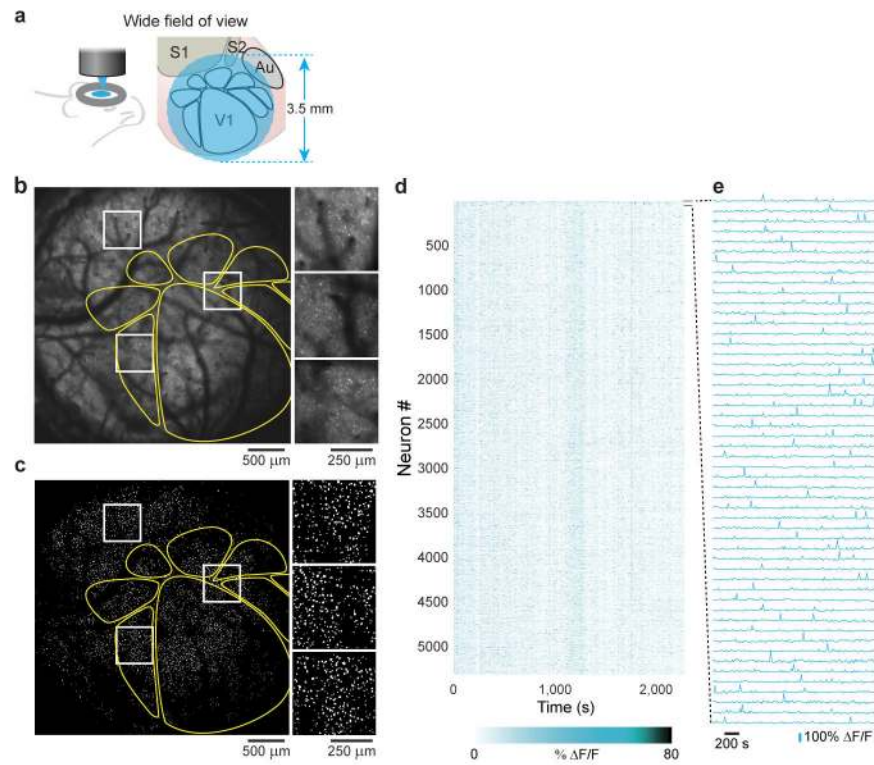 a
Wide field of view
S1
S2
Au
V1
3.5 mm
b
500 μm
250 μm
c
500 μm
250 μm
d
Neuron #
500
1000
1500
2000
2500
3000
3500
4000
4500
5000
0
1,000
2,000
Time (s)
0
80
% ΔF/F
e
200 s
100% ΔF/F